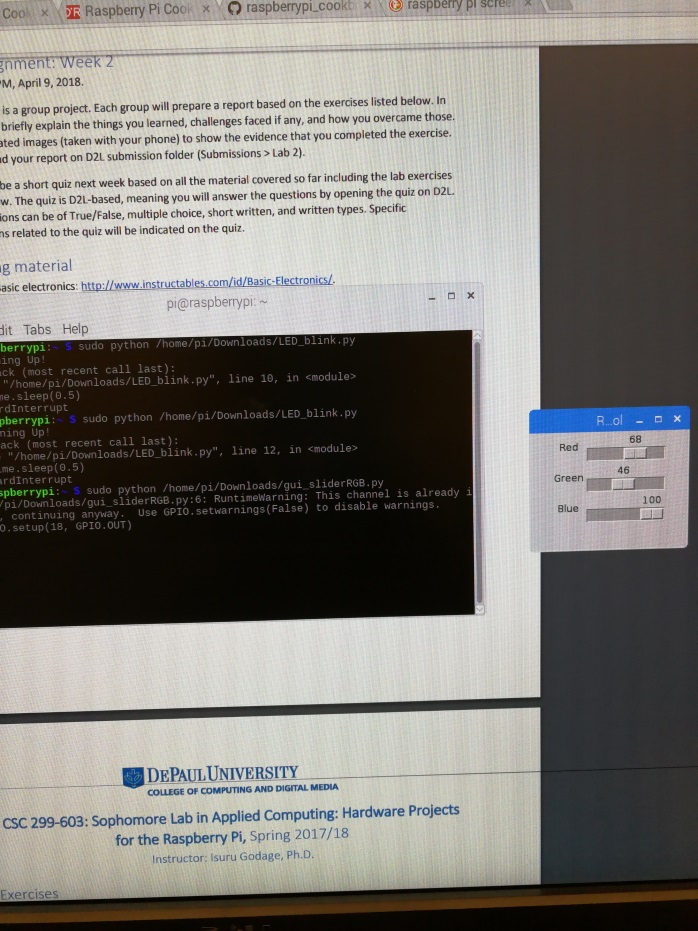 Coo
Raspberry Pi Cook
raspberrypi_cookb
raspberry pi scree
gnment: Week 2
PM, April 9, 2018.
is a group project. Each group will prepare a report based on the exercises listed below. In
briefly explain the things you learned, challenges faced if any, and how you overcame those.
ated images (taken with your phone) to show the evidence that you completed the exercise.
d your report on D2L submission folder (Submissions > Lab 2).
be a short quiz next week based on all the material covered so far including the lab exercises
w. The quiz is D2L-based, meaning you will answer the questions by opening the quiz on D2L.
ions can be of True/False, multiple choice, short written, and written types. Specific
ns related to the quiz will be indicated on the quiz.
g material
asic electronics: http://www.instructables.com/id/Basic-Electronics/.
pi@raspberrypi: ~
dit Tabs Help
berrypi:~ $ sudo python /home/pi/Downloads/LED_blink.py
ing Up!
ck (most recent call last):
"/home/pi/Downloads/LED_blink.py", line 10, in <module>
me.sleep(0.5)
rdInterrupt
pberrypi:~ $ sudo python /home/pi/Downloads/LED_blink.py
ning Up!
ack (most recent call last):
"/home/pi/Downloads/LED_blink.py", line 12, in <module>
me.sleep(0.5)
ardInterrupt
spberrypi:~ $ sudo python /home/pi/Downloads/gui_sliderRGB.py
/pi/Downloads/gui_sliderRGB.py:6: RuntimeWarning: This channel is already i
, continuing anyway. Use GPIO.setwarnings(False) to disable warnings.
O.setup(18, GPIO.OUT)
R...ol
68
Red
46
Green
100
Blue
DEPAUL UNIVERSITY
COLLEGE OF COMPUTING AND DIGITAL MEDIA
CSC 299-603: Sophomore Lab in Applied Computing: Hardware Projects
for the Raspberry Pi, Spring 2017/18
Instructor: Isuru Godage, Ph.D.
Exercises